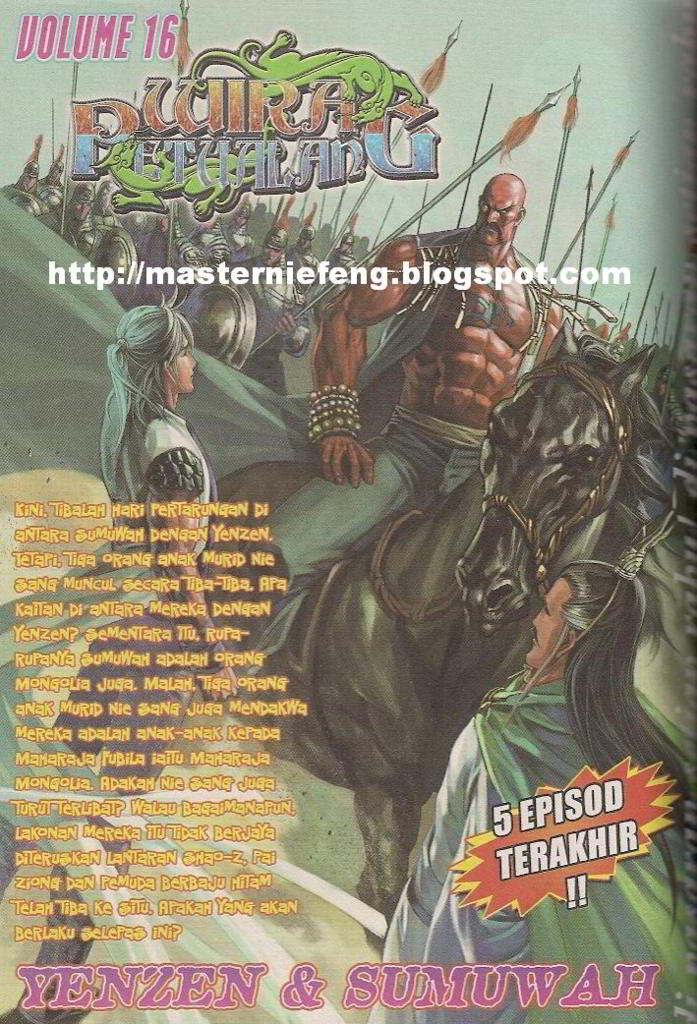 VOLUME 16
WIRA
PETUALANG
http://masterniefeng.blogspot.com
Kini, tibalah hari pertarungan di
antara Sumuwah dengan Yenzen.
Tetapi, tiga orang anak murid Nie
Sang muncul secara tiba-tiba. Apa
kaitan di antara mereka dengan
Yenzen? Sementara itu, rupa-
rupanya Sumuwah adalah orang
Mongolia juga. Malah, tiga orang
anak murid Nie Sang juga mendakwa
mereka adalah anak-anak kepada
Maharaja Pubila iaitu Maharaja
Mongolia. Adakah Nie Sang juga
turut terlibat? Walau bagaimanapun,
lakonan mereka itu tidak berjaya
diteruskan lantaran Shao-Z, Pai
Ziong dan pemuda berbaju hitam
telah tiba ke situ. Apakah yang akan
berlaku selepas ini?
5 EPISOD
TERAKHIR
!!
YENZEN & SUMUWAH